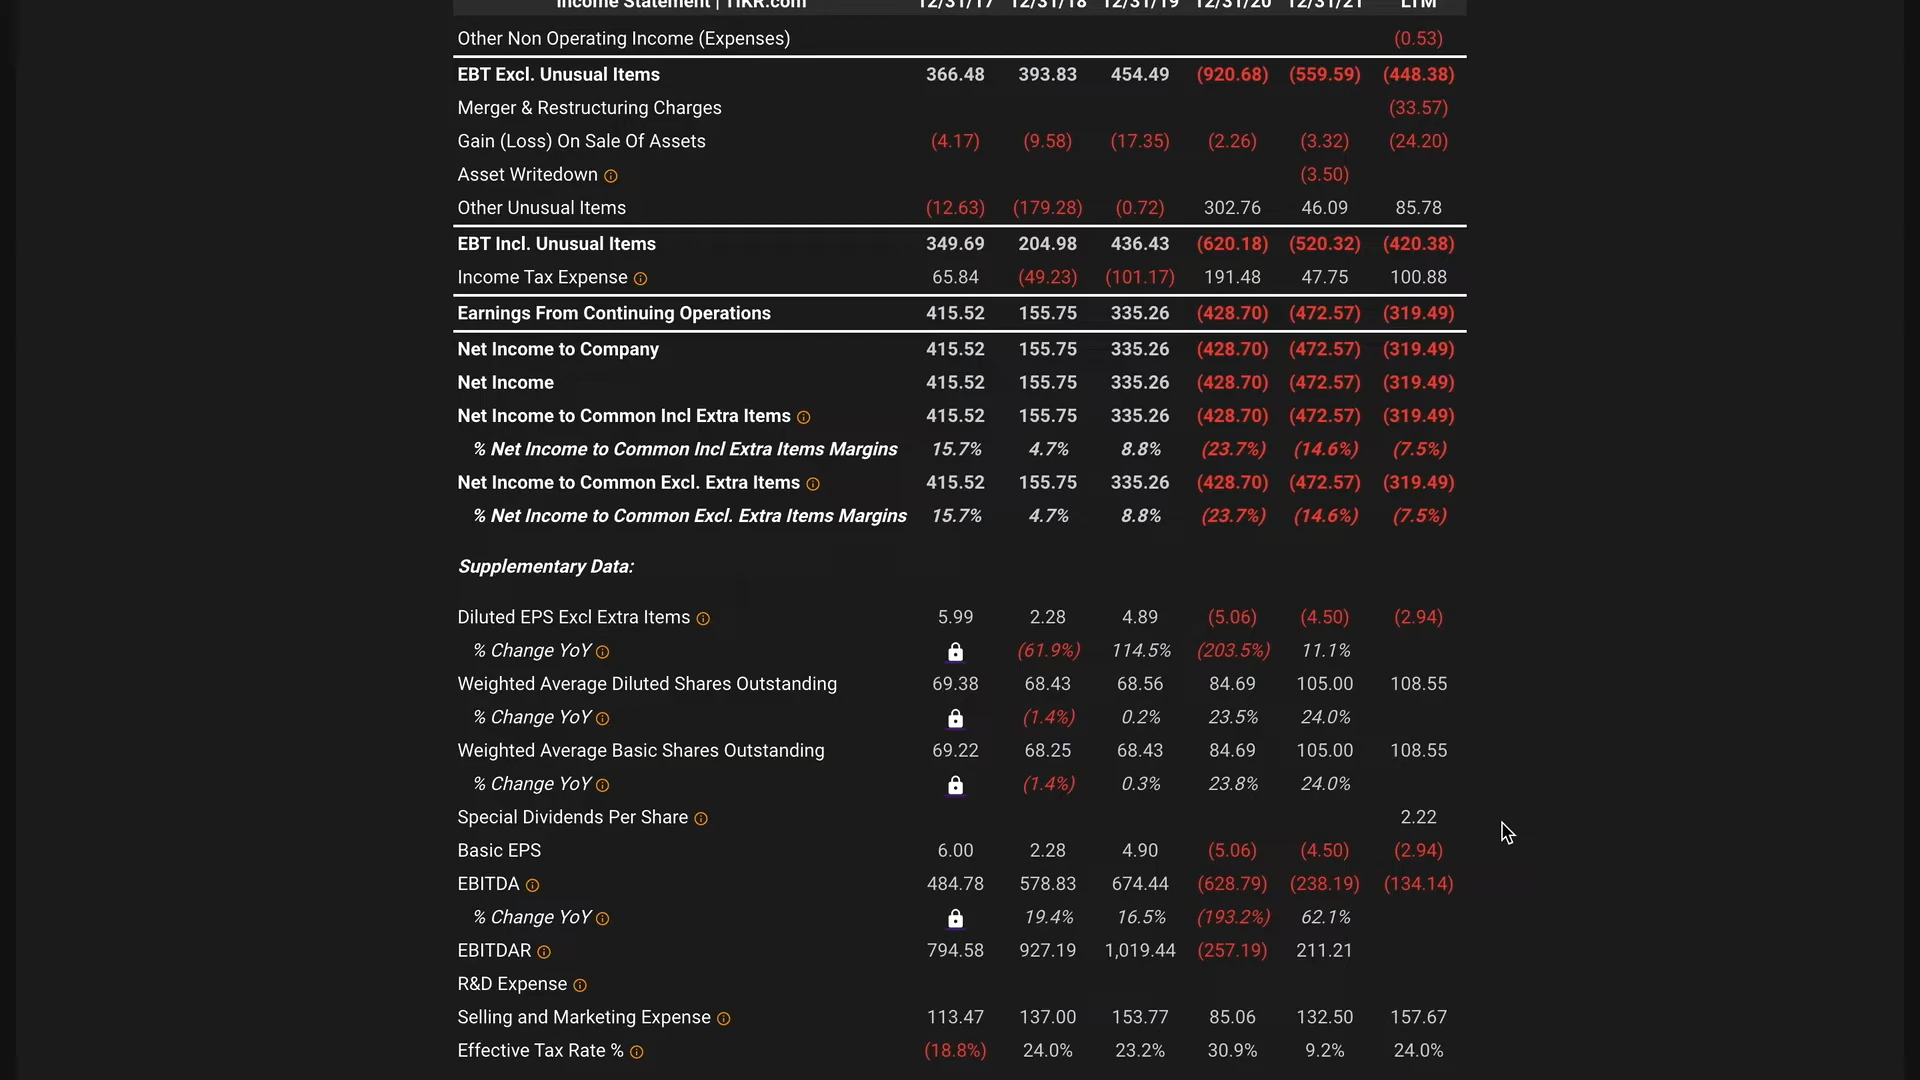 Income Statement | TIKR.com 12/31/17 12/31/18 12/31/19 12/31/20 12/31/21 LTM
Other Non Operating Income (Expenses) (0.53)
EBT Excl. Unusual Items 366.48 393.83 454.49 (920.68) (559.59) (448.38)
Merger & Restructuring Charges (33.57)
Gain (Loss) On Sale Of Assets (4.17) (9.58) (17.35) (2.26) (3.32) (24.20)
Asset Writedown (3.50)
Other Unusual Items (12.63) (179.28) (0.72) 302.76 46.09 85.78
EBT Incl. Unusual Items 349.69 204.98 436.43 (620.18) (520.32) (420.38)
Income Tax Expense 65.84 (49.23) (101.17) 191.48 47.75 100.88
Earnings From Continuing Operations 415.52 155.75 335.26 (428.70) (472.57) (319.49)
Net Income to Company 415.52 155.75 335.26 (428.70) (472.57) (319.49)
Net Income 415.52 155.75 335.26 (428.70) (472.57) (319.49)
Net Income to Common Incl Extra Items 415.52 155.75 335.26 (428.70) (472.57) (319.49)
% Net Income to Common Incl Extra Items Margins 15.7% 4.7% 8.8% (23.7%) (14.6%) (7.5%)
Net Income to Common Excl. Extra Items 415.52 155.75 335.26 (428.70) (472.57) (319.49)
% Net Income to Common Excl. Extra Items Margins 15.7% 4.7% 8.8% (23.7%) (14.6%) (7.5%)
Supplementary Data:
Diluted EPS Excl Extra Items 5.99 2.28 4.89 (5.06) (4.50) (2.94)
% Change YoY (61.9%) 114.5% (203.5%) 11.1%
Weighted Average Diluted Shares Outstanding 69.38 68.43 68.56 84.69 105.00 108.55
% Change YoY (1.4%) 0.2% 23.5% 24.0%
Weighted Average Basic Shares Outstanding 69.22 68.25 68.43 84.69 105.00 108.55
% Change YoY (1.4%) 0.3% 23.8% 24.0%
Special Dividends Per Share 2.22
Basic EPS 6.00 2.28 4.90 (5.06) (4.50) (2.94)
EBITDA 484.78 578.83 674.44 (628.79) (238.19) (134.14)
% Change YoY 19.4% 16.5% (193.2%) 62.1%
EBITDAR 794.58 927.19 1,019.44 (257.19) 211.21
R&D Expense
Selling and Marketing Expense 113.47 137.00 153.77 85.06 132.50 157.67
Effective Tax Rate % (18.8%) 24.0% 23.2% 30.9% 9.2% 24.0%